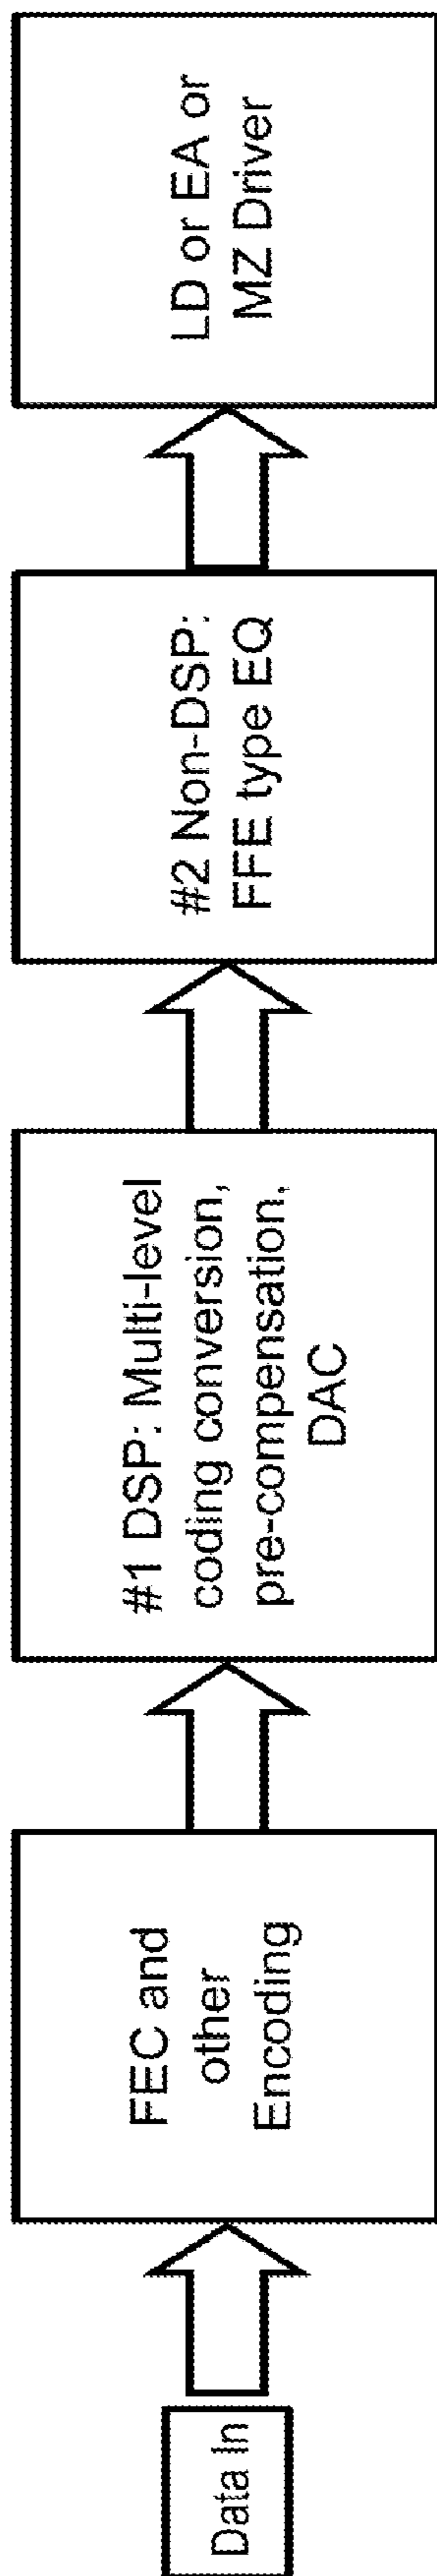 Data In
FEC and
other
Encoding
#1 DSP: Multi-level
coding conversion,
pre-compensation,
DAC
#2 Non-DSP:
FFE type EQ
LD or EA or
MZ Driver